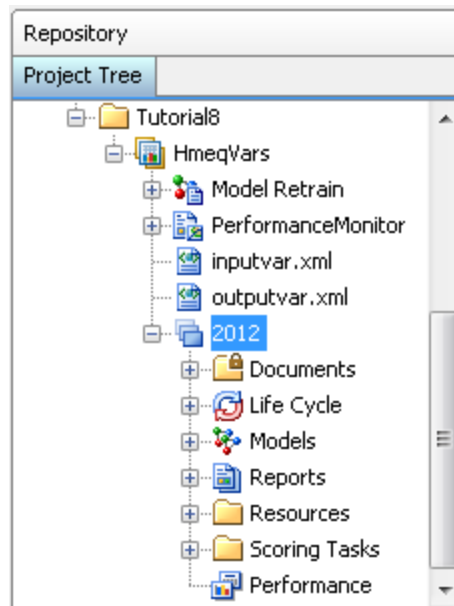 Repository
Project Tree
Tutorial8
HmeqVars
Model Retrain
PerformanceMonitor
inputvar.xml
outputvar.xml
2012
Documents
Life Cycle
Models
Reports
Resources
Scoring Tasks
Performance